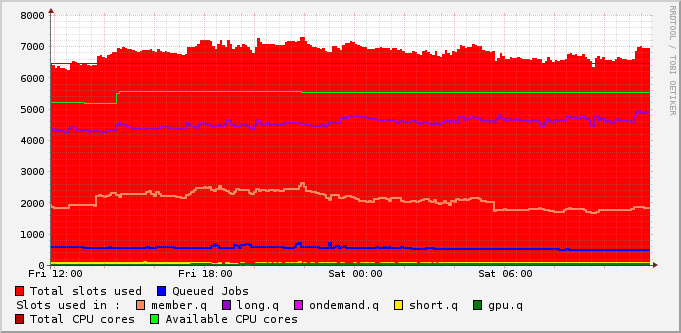 8000
7000
6000
5000
4000
3000
2000
1000
0
Fri 12:00 Fri 18:00 Sat 00:00 Sat 06:00
RRDTOOL / TOBI OETIKER
Total slots used Queued Jobs
Slots used in : member.q long.q ondemand.q short.q gpu.q
Total CPU cores Available CPU cores